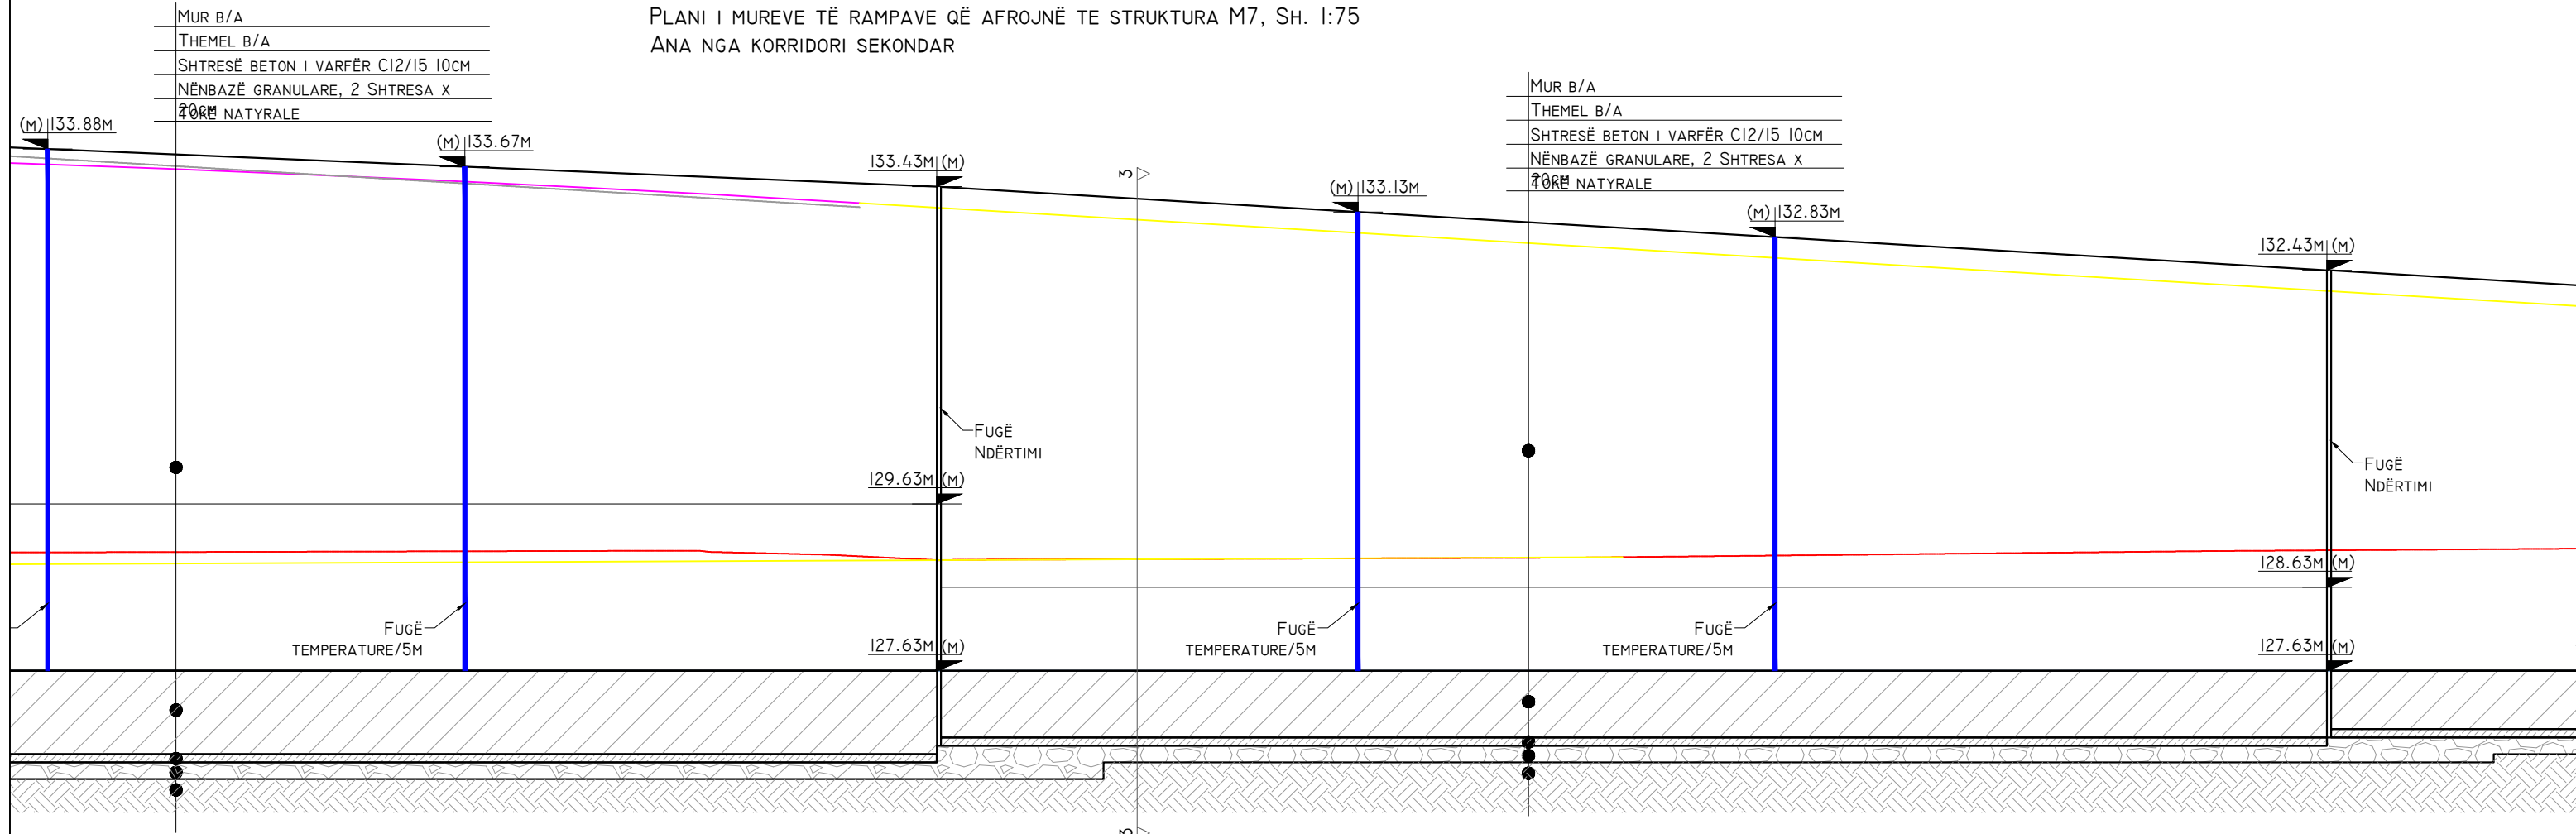 PLANI I MUREVE TË RAMPAVE QË AFROJNË TE STRUKTURA M7, SH. 1:75
ANA NGA KORRIDORI SEKONDAR
MUR B/A
THEMEL B/A
SHTRESË BETON I VARFËR C12/15 10CM
NËNBAZË GRANULARE, 2 SHTRESA X
20CM
TOKË NATYRALE
MUR B/A
THEMEL B/A
SHTRESË BETON I VARFËR C12/15 10CM
NËNBAZË GRANULARE, 2 SHTRESA X
20CM
TOKË NATYRALE
(M) 133.88M
(M) 133.67M
133.43M (M)
3
(M) 133.13M
(M) 132.83M
132.43M (M)
FUGË
NDËRTIMI
FUGË
NDËRTIMI
129.63M (M)
128.63M (M)
FUGË
TEMPERATURE/5M
FUGË
TEMPERATURE/5M
FUGË
TEMPERATURE/5M
127.63M (M)
127.63M (M)
3